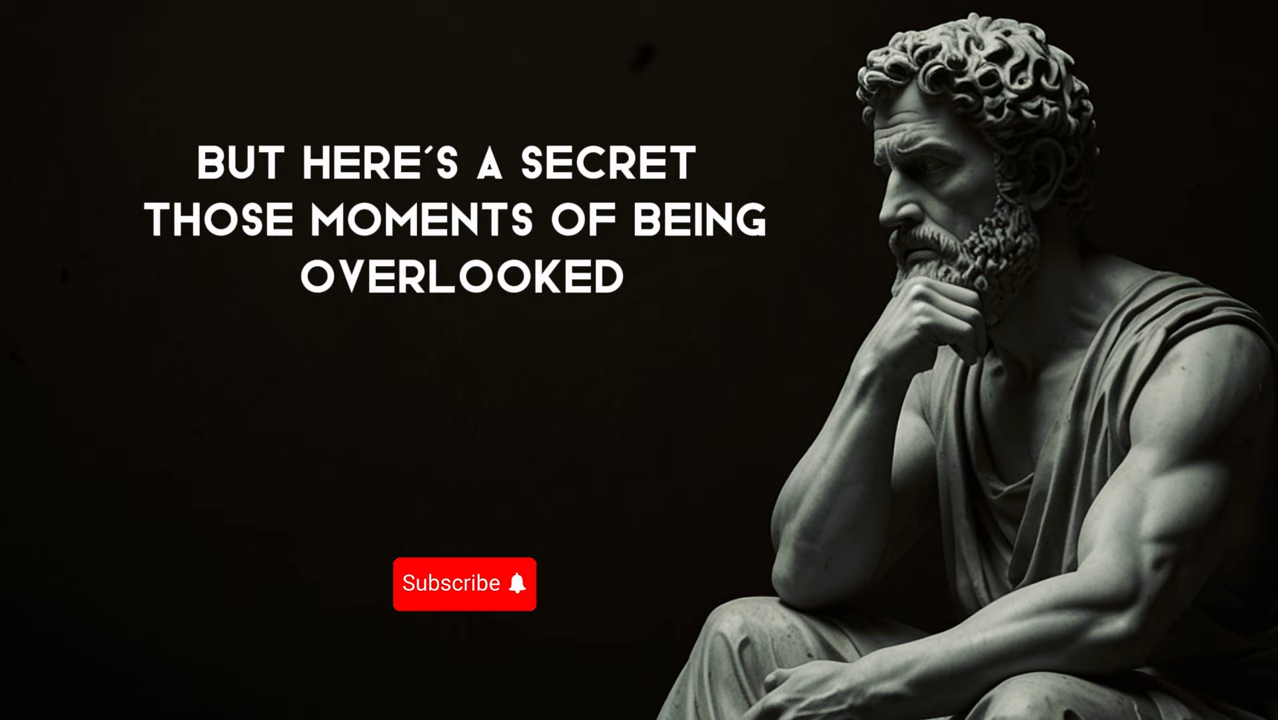 BUT HERE´S A SECRET
THOSE MOMENTS OF BEING
OVERLOOKED
Subscribe